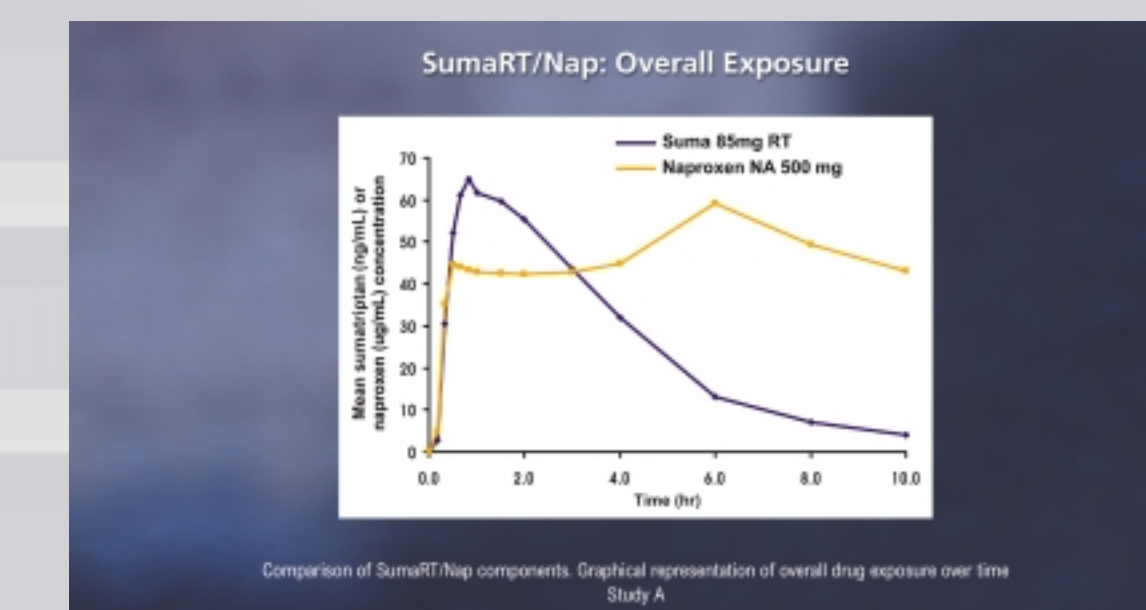 SumaRT/Nap: Overall Exposure
Suma 85mg RT
Naproxen NA 500 mg
Mean sumatriptan (ng/mL) or
naproxen (ug/mL) concentration
70
60
50
40
30
20
10
0
0.0 2.0 4.0 6.0 8.0 10.0
Time (hr)
Comparison of SumaRT/Nap components. Graphical representation of overall drug exposure over time
Study A